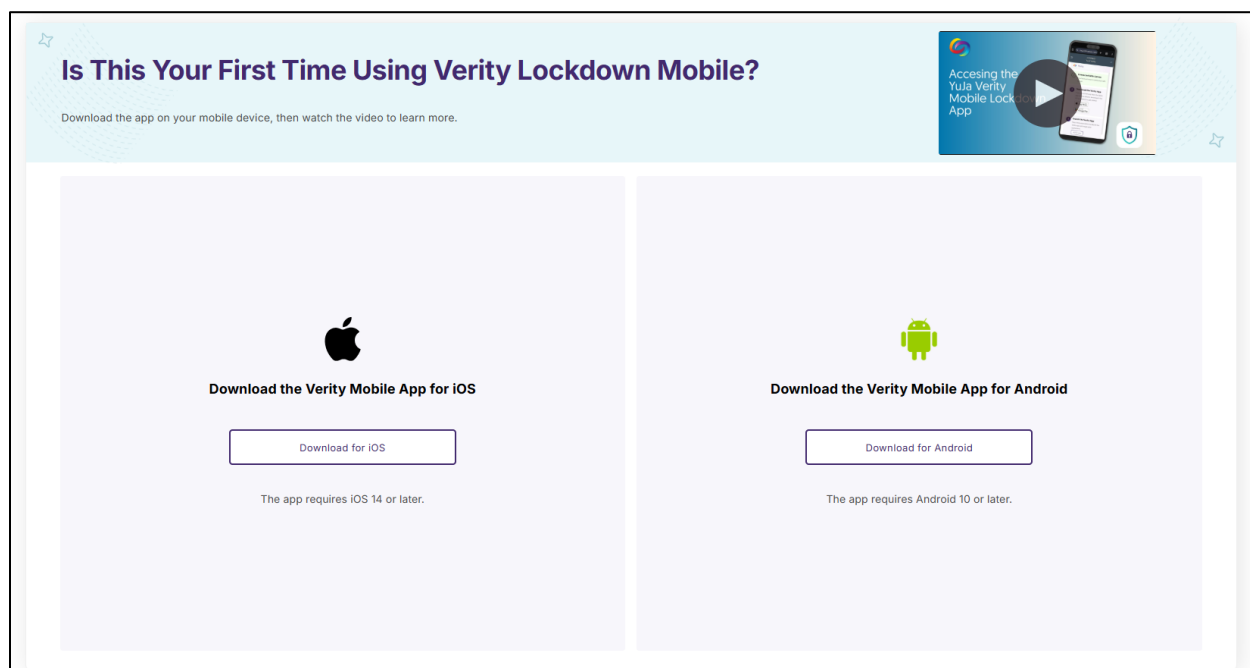 Is This Your First Time Using Verity Lockdown Mobile?
Download the app on your mobile device, then watch the video to learn more.
Accesing the
YuJa Verity
Mobile Lockdown
App
Download the Verity Mobile App for iOS
Download for iOS
The app requires iOS 14 or later.
Download the Verity Mobile App for Android
Download for Android
The app requires Android 10 or later.